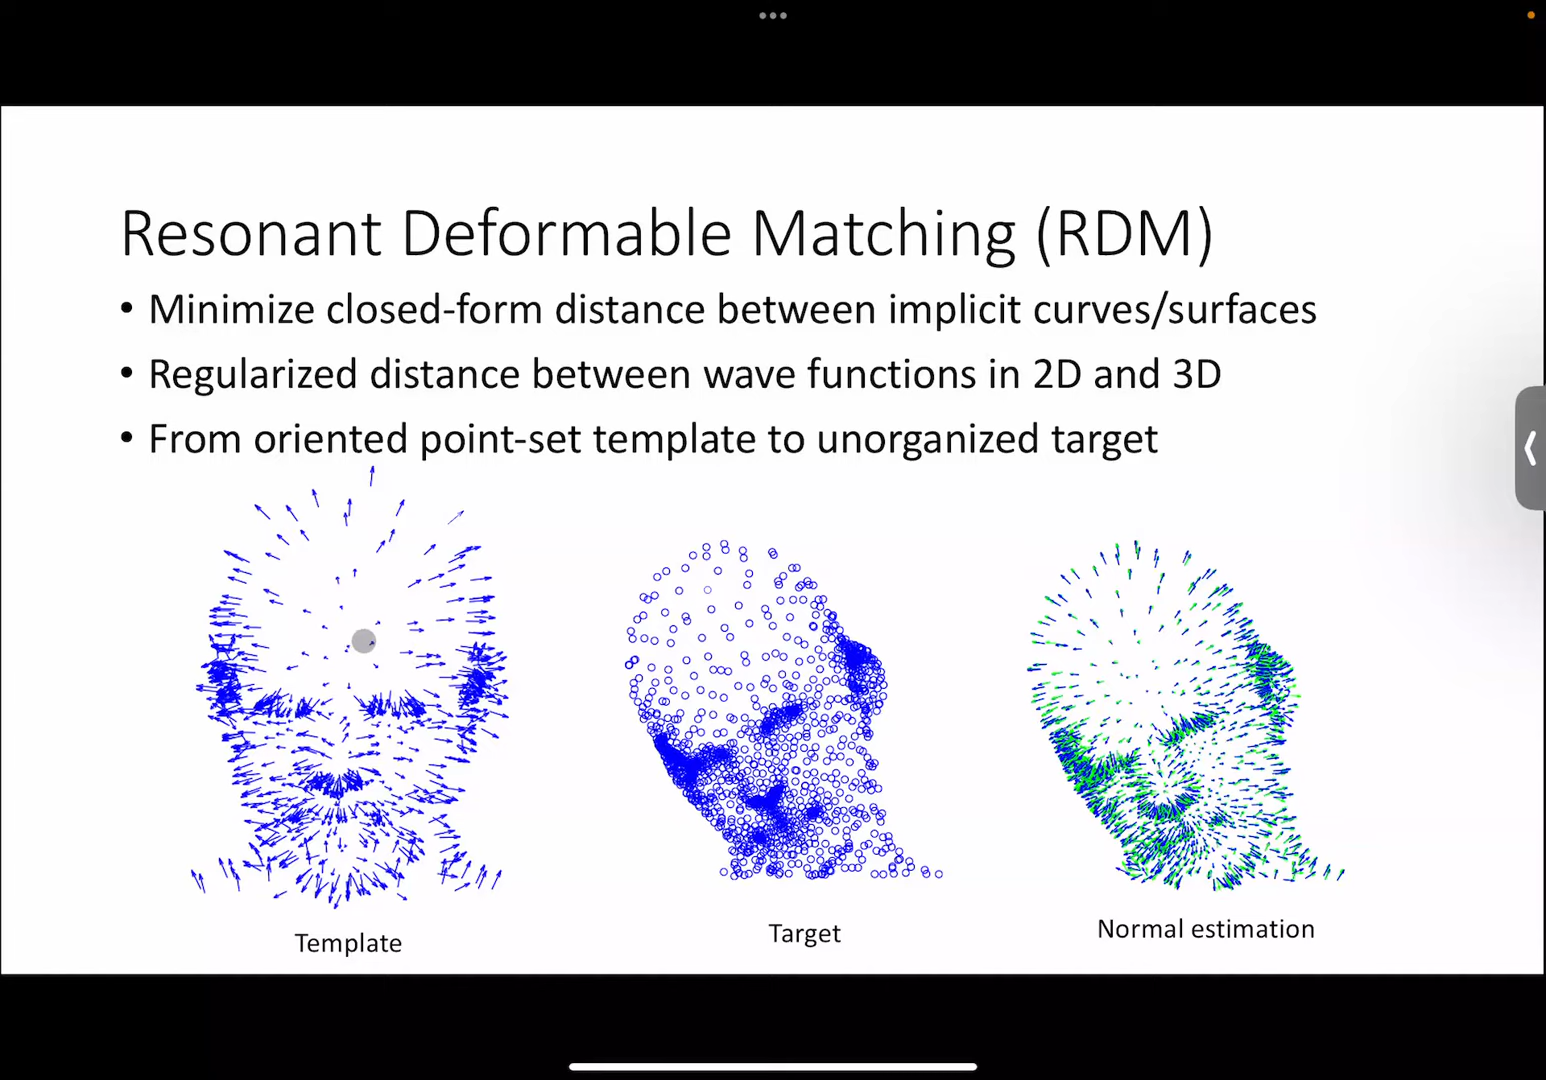 Resonant Deformable Matching (RDM)
• Minimize closed-form distance between implicit curves/surfaces
• Regularized distance between wave functions in 2D and 3D
• From oriented point-set template to unorganized target
Template
Target
Normal estimation